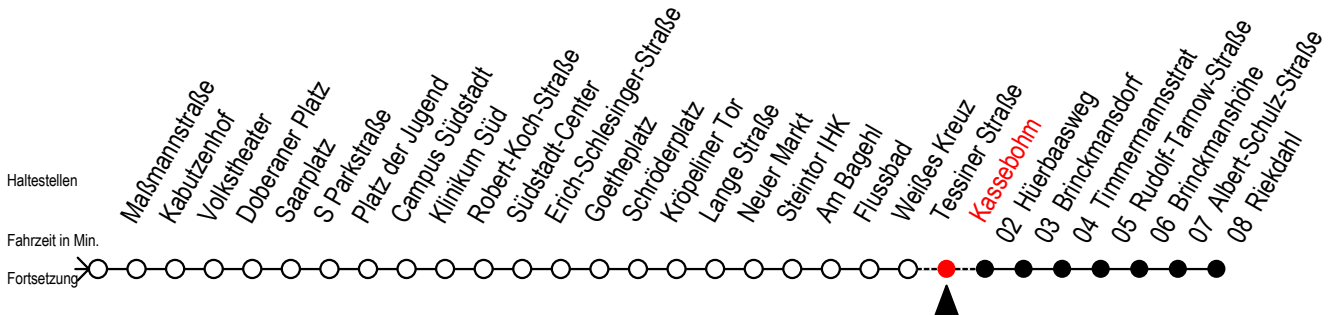 Haltestellen
Fahrzeit in Min.
Fortsetzung
Maßmannstraße
Kabutzenhof
Volkstheater
Doberaner Platz
Saarplatz
S Parkstraße
Platz der Jugend
Campus Südstadt
Klinikum Süd
Robert-Koch-Straße
Südstadt-Center
Erich-Schlesinger-Straße
Goetheplatz
Schröderplatz
Kröpeliner Tor
Lange Straße
Neuer Markt
Steintor IHK
Am Bagehl
Flussbad
Weißes Kreuz
Tessiner Straße
Kassebohm
02 Hüerbaasweg
03 Brinckmansdorf
04 Timmermannsstrat
05 Rudolf-Tarnow-Straße
06 Brinckmanshöhe
07 Albert-Schulz-Straße
08 Riekdahl